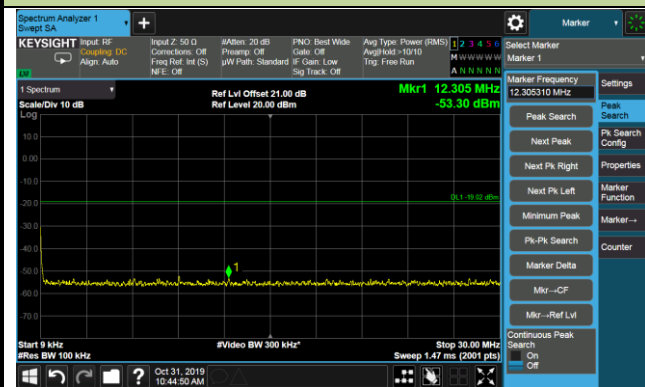 Spectrum Analyzer 1
Swept SA
Marker
KEYSIGHT Input: RF
Coupling: DC
Align: Auto
Input Z: 50 Ω
Corrections: Off
Freq Ref: Int (S)
NFE: Off
#Atten: 20 dB
Preamp: Off
µW Path: Standard
PNO: Best Wide
Gate: Off
IF Gain: Low
Sig Track: Off
Avg Type: Power (RMS)
Avg|Hold:>10/10
Trig: Free Run
1 2 3 4 5 6
M W W W W W
A N N N N N
Select Marker
Marker 1
1 Spectrum
Scale/Div 10 dB
Log
Ref Lvl Offset 21.00 dB
Ref Level 20.00 dBm
Mkr1 12.305 MHz
-53.30 dBm
10.0
0.00
-10.0
-20.0
-30.0
-40.0
-50.0
-60.0
-70.0
DL1 -19.02 dBm
1
Start 9 kHz
#Res BW 100 kHz
#Video BW 300 kHz*
Stop 30.00 MHz
Sweep 1.47 ms (2001 pts)
Marker Frequency
12.305310 MHz
Peak Search
Next Peak
Next Pk Right
Next Pk Left
Minimum Peak
Pk-Pk Search
Marker Delta
Mkr→CF
Mkr→Ref Lvl
Continuous Peak
Search
On
Off
Settings
Peak
Search
Pk Search
Config
Properties
Marker
Function
Marker→
Counter
?
Oct 31, 2019
10:44:50 AM